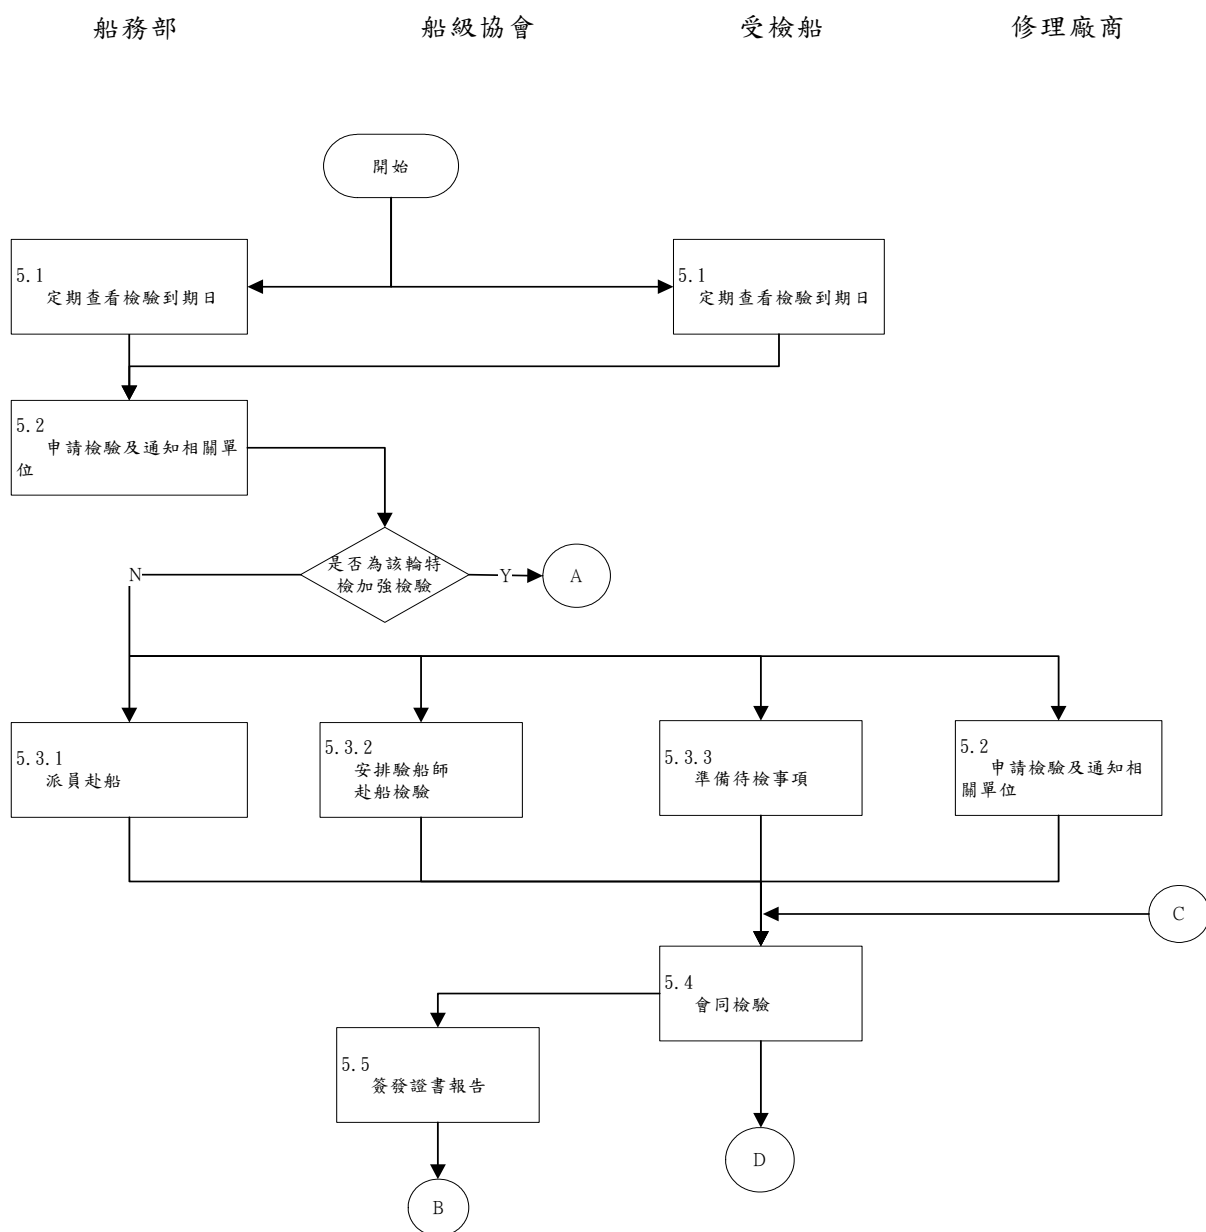 船務部
船級協會
受檢船
修理廠商
開始
5.1
定期查看檢驗到期日
5.1
定期查看檢驗到期日
5.2
申請檢驗及通知相關單
位
是否為該輪特
檢加強檢驗
N
Y
A
5.3.1
派員赴船
5.3.2
安排驗船師
赴船檢驗
5.3.3
準備待檢事項
5.2
申請檢驗及通知相
關單位
C
5.4
會同檢驗
5.5
簽發證書報告
D
B